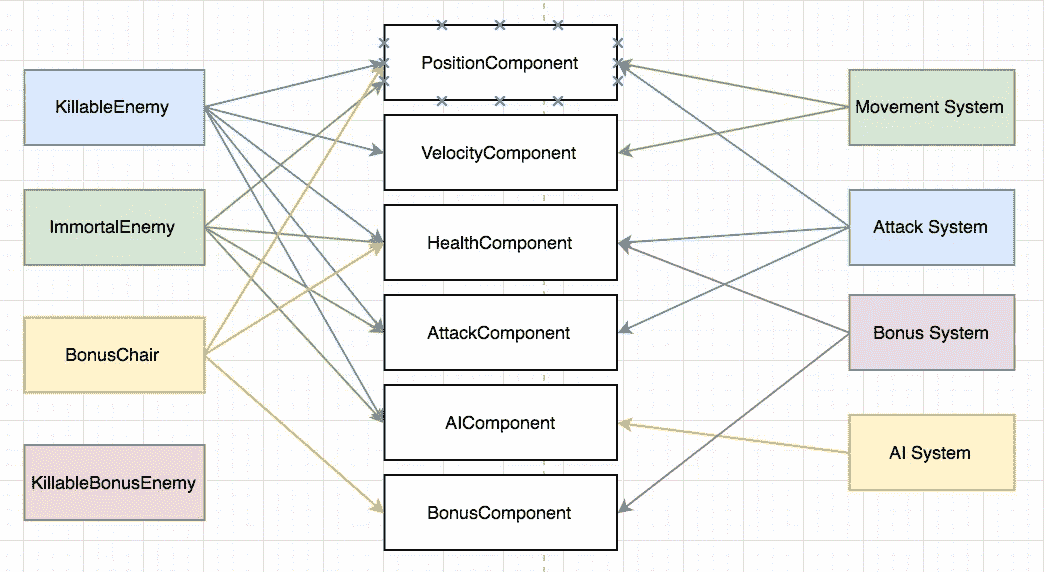 PositionComponent
KillableEnemy
Movement System
VelocityComponent
ImmortalEnemy
HealthComponent
Attack System
BonusChair
AttackComponent
Bonus System
AIComponent
AI System
KillableBonusEnemy
BonusComponent